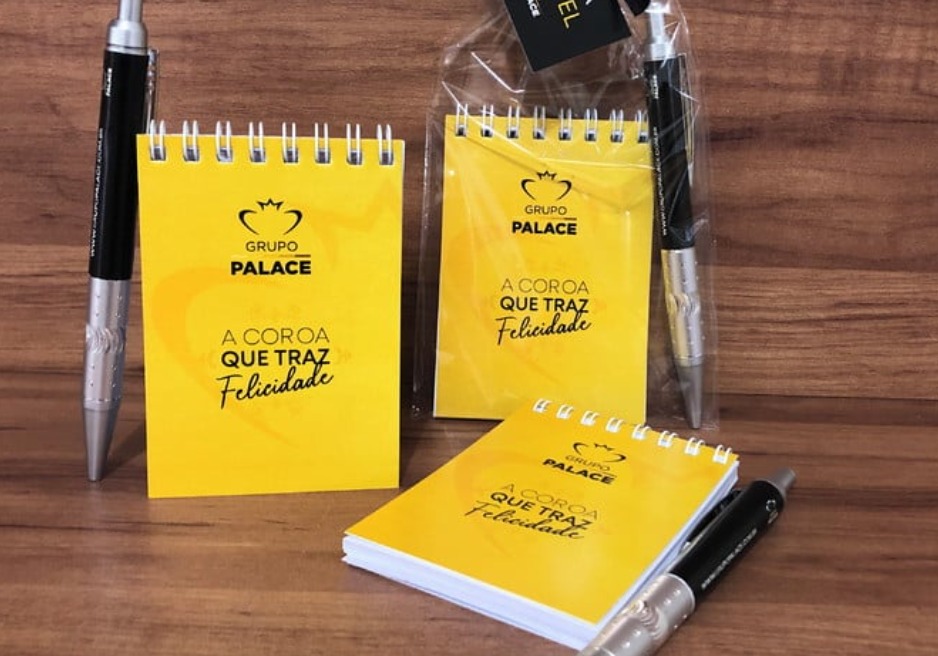 GRUPO
PALACE
A COROA
QUE TRAZ
Felicidade
GRUPO
PALACE
A COROA
QUE TRAZ
Felicidade
GRUPO
PALACE
A COROA
QUE TRAZ
Felicidade